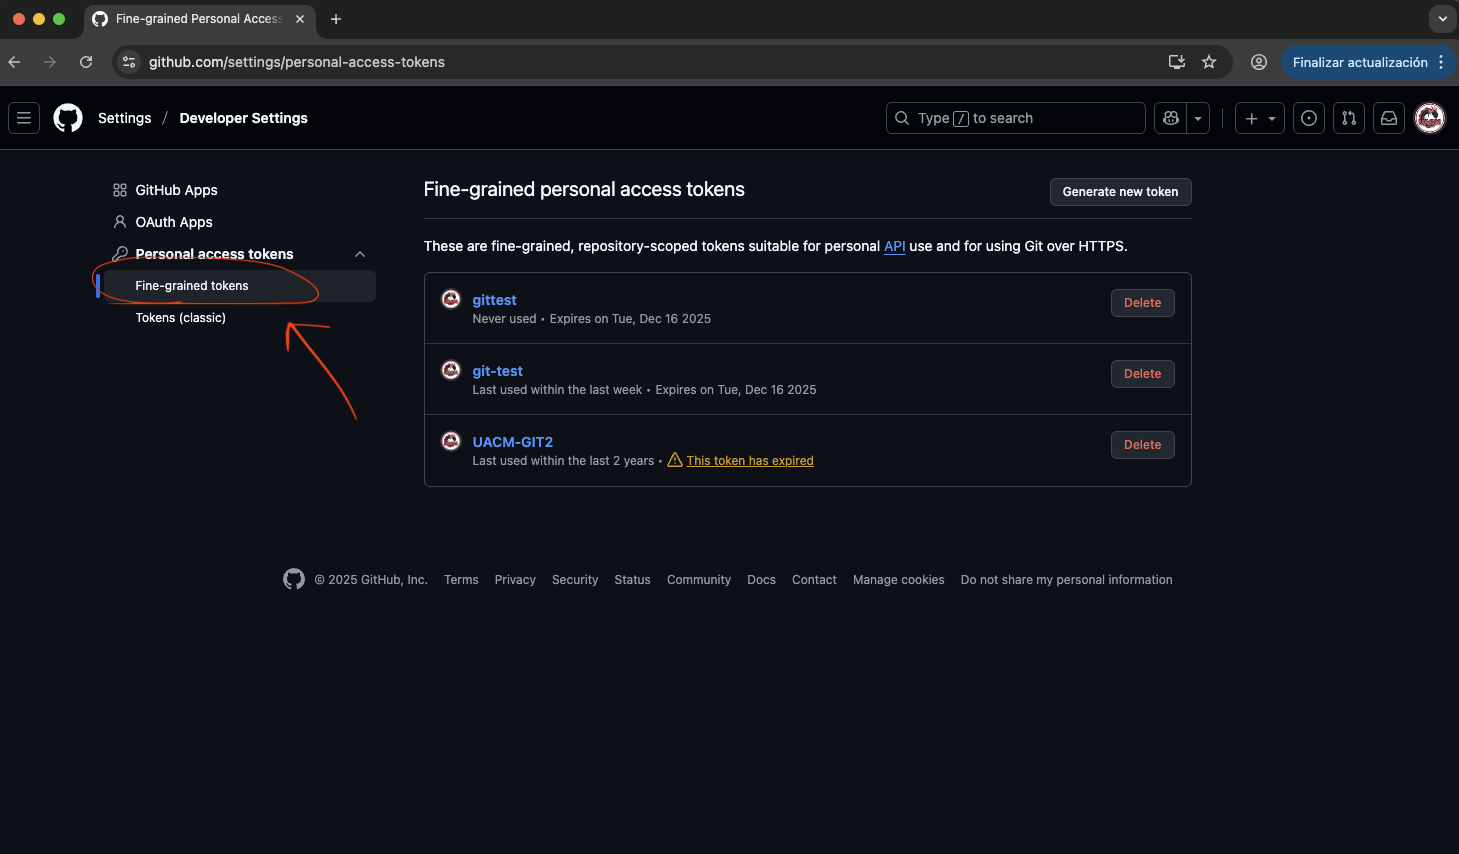 Fine-grained Personal Access
github.com/settings/personal-access-tokens
Finalizar actualización
Settings / Developer Settings
Type / to search
GitHub Apps
OAuth Apps
Personal access tokens
Fine-grained tokens
Tokens (classic)
Fine-grained personal access tokens
Generate new token
These are fine-grained, repository-scoped tokens suitable for personal API use and for using Git over HTTPS.
gittest
Never used • Expires on Tue, Dec 16 2025
Delete
git-test
Last used within the last week • Expires on Tue, Dec 16 2025
Delete
UACM-GIT2
Last used within the last 2 years • This token has expired
Delete
© 2025 GitHub, Inc. Terms Privacy Security Status Community Docs Contact Manage cookies Do not share my personal information